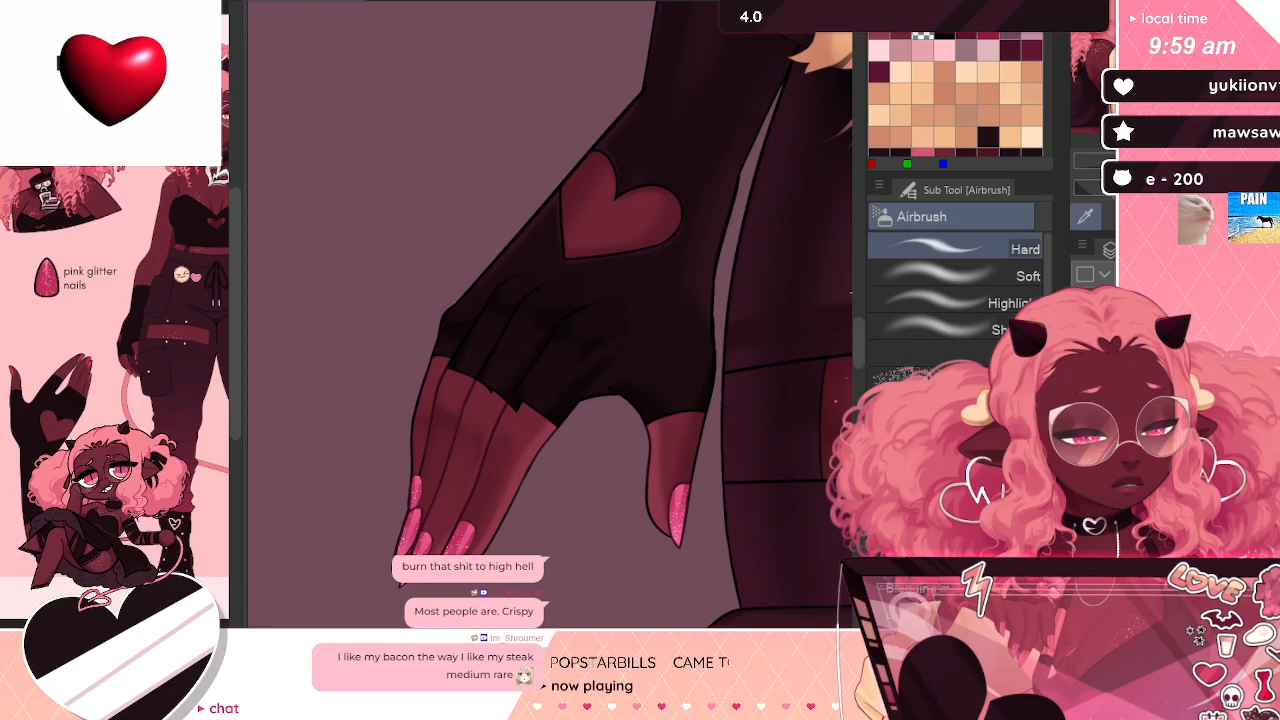 4.0
▸ local time
9:59 am
yukiionv
mawsaw
e - 200
PAIN
Sub Tool [Airbrush]
Airbrush
Hard
Soft
pink glitter
nails
burn that shit to high hell
Most people are. Crispy
Im_Shroomer
I like my bacon the way I like my steak
medium rare
POPSTARBILLS CAME
now playing
▸ chat
LOVE